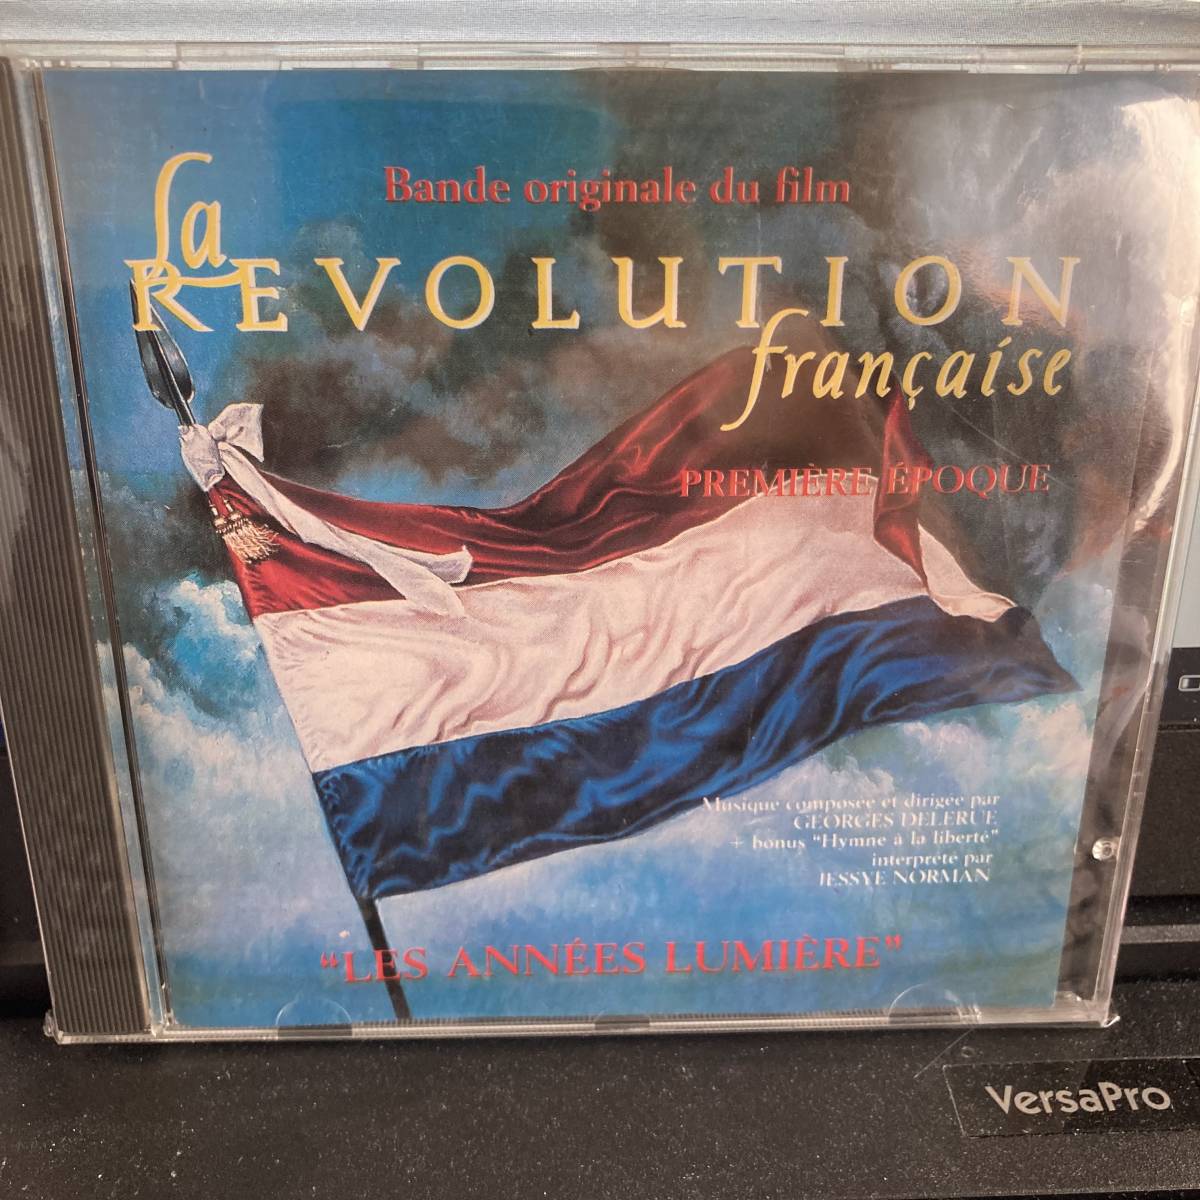 Bande originale du film
La
REVOLUTION
française
PREMIÈRE ÉPOQUE
Musique composée et dirigée par
GEORGES DELERUE
+ bonus "Hymne à la liberté"
interprété par
JESSYE NORMAN
"LES ANNÉES LUMIÈRE"
VersaPro